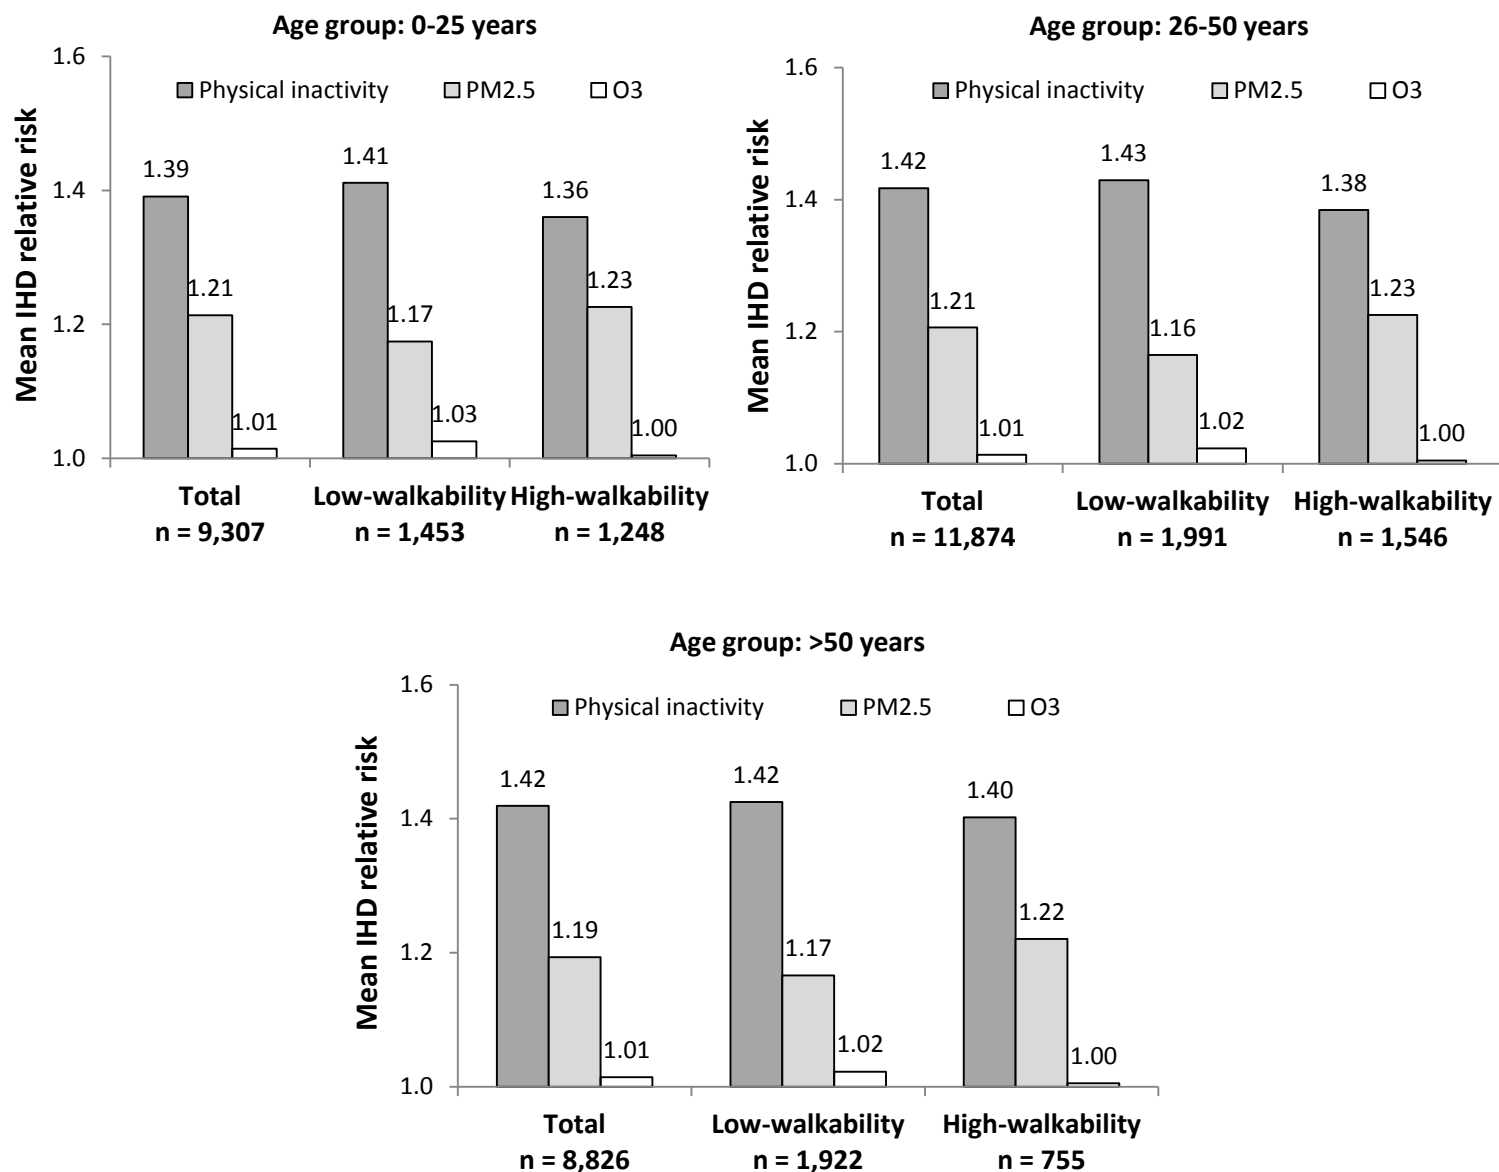 Age group: 0-25 years
Mean IHD relative risk
1.6
1.4
1.2
1.0
Physical inactivity PM2.5 O3
1.39 1.21 1.01
1.41 1.17 1.03
1.36 1.23 1.00
Total Low-walkability High-walkability
n = 9,307 n = 1,453 n = 1,248
Age group: 26-50 years
Mean IHD relative risk
1.6
1.4
1.2
1.0
Physical inactivity PM2.5 O3
1.42 1.21 1.01
1.43 1.16 1.02
1.38 1.23 1.00
Total Low-walkability High-walkability
n = 11,874 n = 1,991 n = 1,546
Age group: >50 years
Mean IHD relative risk
1.6
1.4
1.2
1.0
Physical inactivity PM2.5 O3
1.42 1.19 1.01
1.42 1.17 1.02
1.40 1.22 1.00
Total Low-walkability High-walkability
n = 8,826 n = 1,922 n = 755